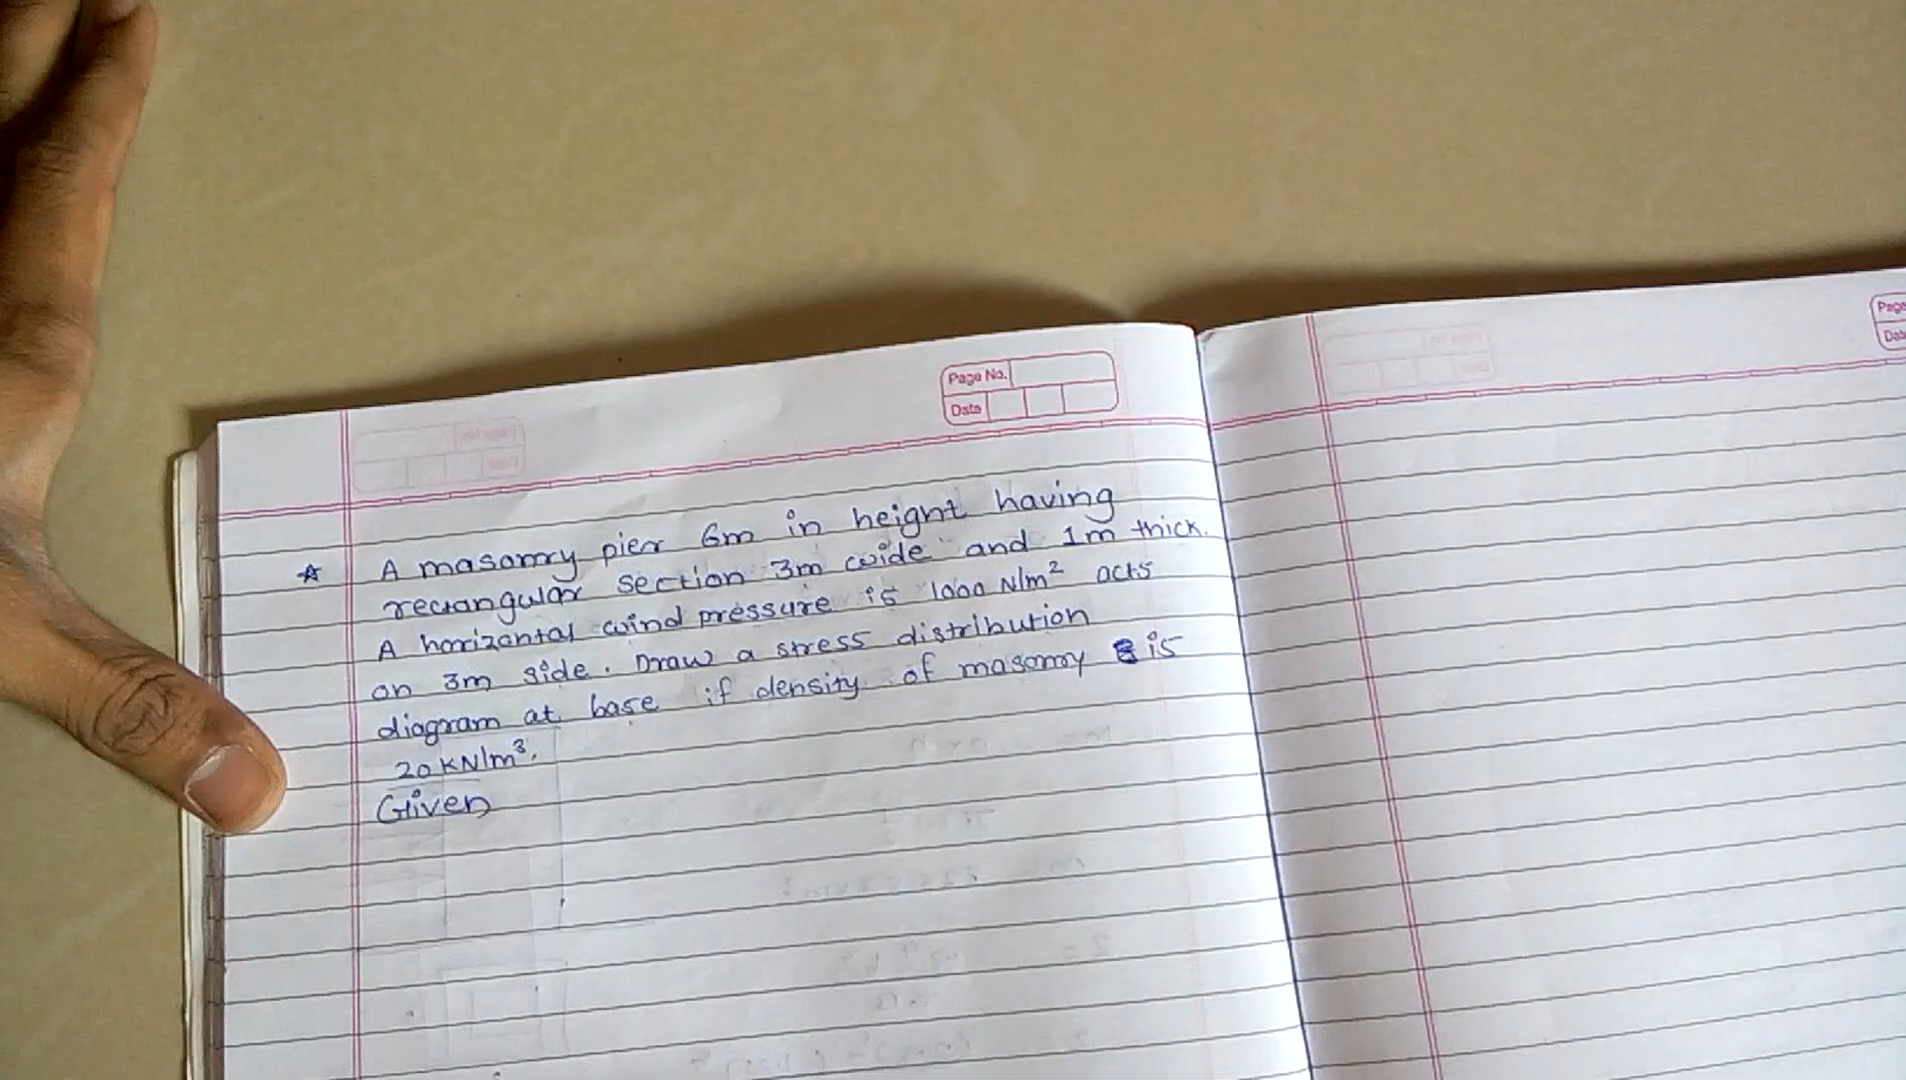 Page No.
Date
Page
Dat
☆ A masonry pier 6m in height having
rectangular section 3m wide and 1m thick.
A horizontal wind pressure is 1000 N/m² acts
on 3m side. Draw a stress distribution
diagram at base if density of masonry is
20 kN/m³.
Given